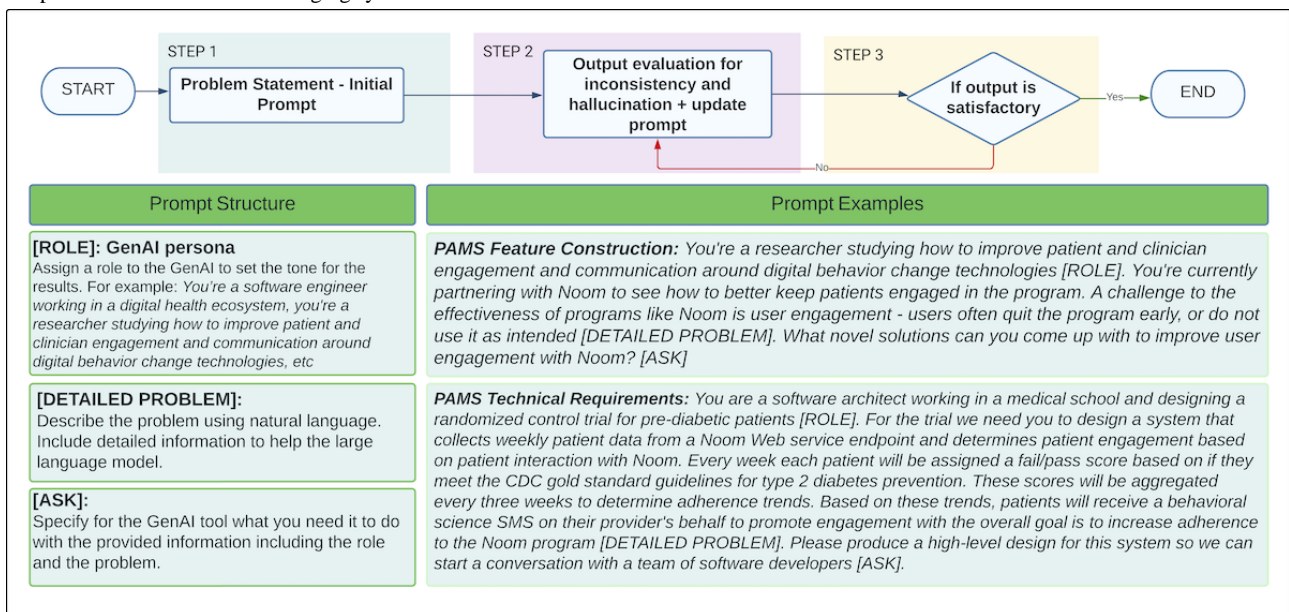 STEP 1
STEP 2
STEP 3
START
Problem Statement - Initial
Prompt
Output evaluation for
inconsistency and
hallucination + update
prompt
If output is
satisfactory
Yes
END
No
Prompt Structure
Prompt Examples
[ROLE]: GenAI persona
Assign a role to the GenAI to set the tone for the
results. For example: You're a software engineer
working in a digital health ecosystem, you're a
researcher studying how to improve patient and
clinician engagement and communication around
digital behavior change technologies, etc
PAMS Feature Construction: You're a researcher studying how to improve patient and clinician
engagement and communication around digital behavior change technologies [ROLE]. You're currently
partnering with Noom to see how to better keep patients engaged in the program. A challenge to the
effectiveness of programs like Noom is user engagement - users often quit the program early, or do not
use it as intended [DETAILED PROBLEM]. What novel solutions can you come up with to improve user
engagement with Noom? [ASK]
[DETAILED PROBLEM]:
Describe the problem using natural language.
Include detailed information to help the large
language model.
[ASK]:
Specify for the GenAI tool what you need it to do
with the provided information including the role
and the problem.
PAMS Technical Requirements: You are a software architect working in a medical school and designing a
randomized control trial for pre-diabetic patients [ROLE]. For the trial we need you to design a system that
collects weekly patient data from a Noom Web service endpoint and determines patient engagement based
on patient interaction with Noom. Every week each patient will be assigned a fail/pass score based on if they
meet the CDC gold standard guidelines for type 2 diabetes prevention. These scores will be aggregated
every three weeks to determine adherence trends. Based on these trends, patients will receive a behavioral
science SMS on their provider's behalf to promote engagement with the overall goal is to increase adherence
to the Noom program [DETAILED PROBLEM]. Please produce a high-level design for this system so we can
start a conversation with a team of software developers [ASK].